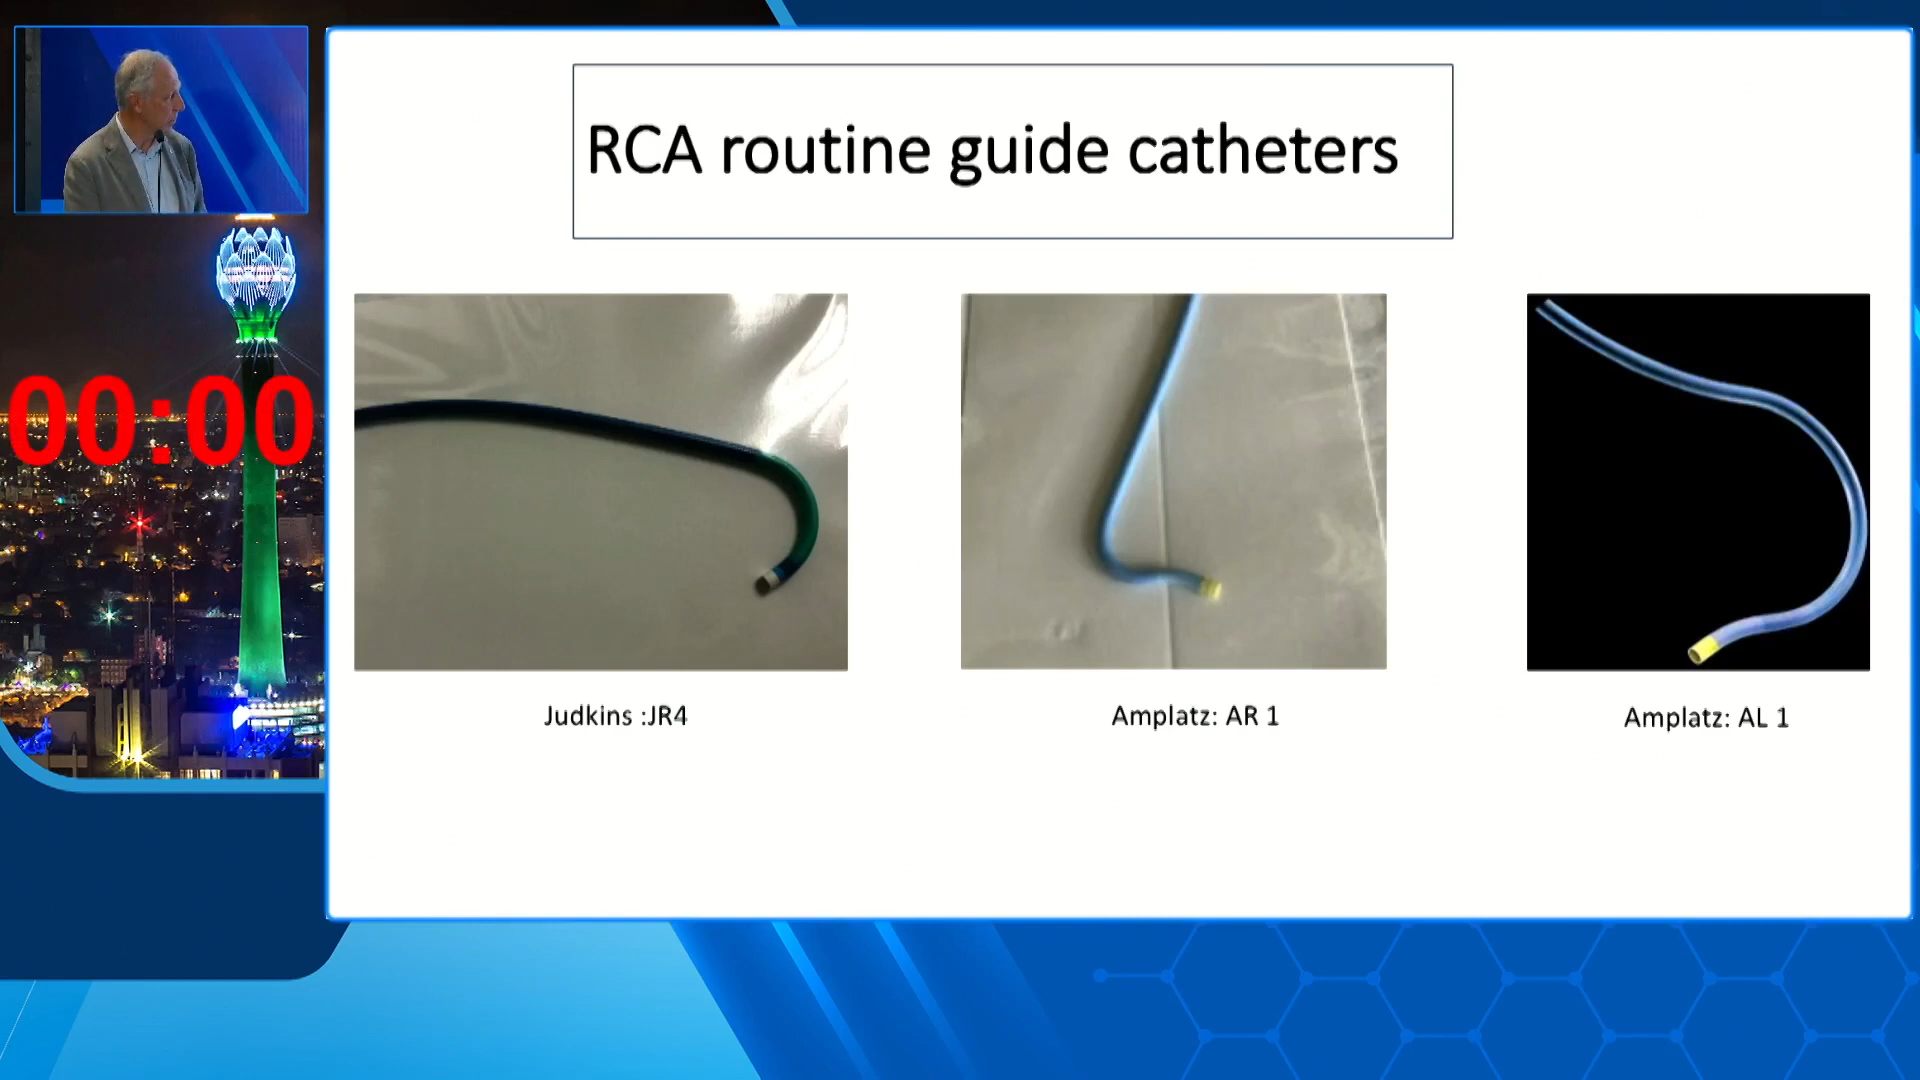 RCA routine guide catheters
00:00
Judkins :JR4
Amplatz: AR 1
Amplatz: AL 1